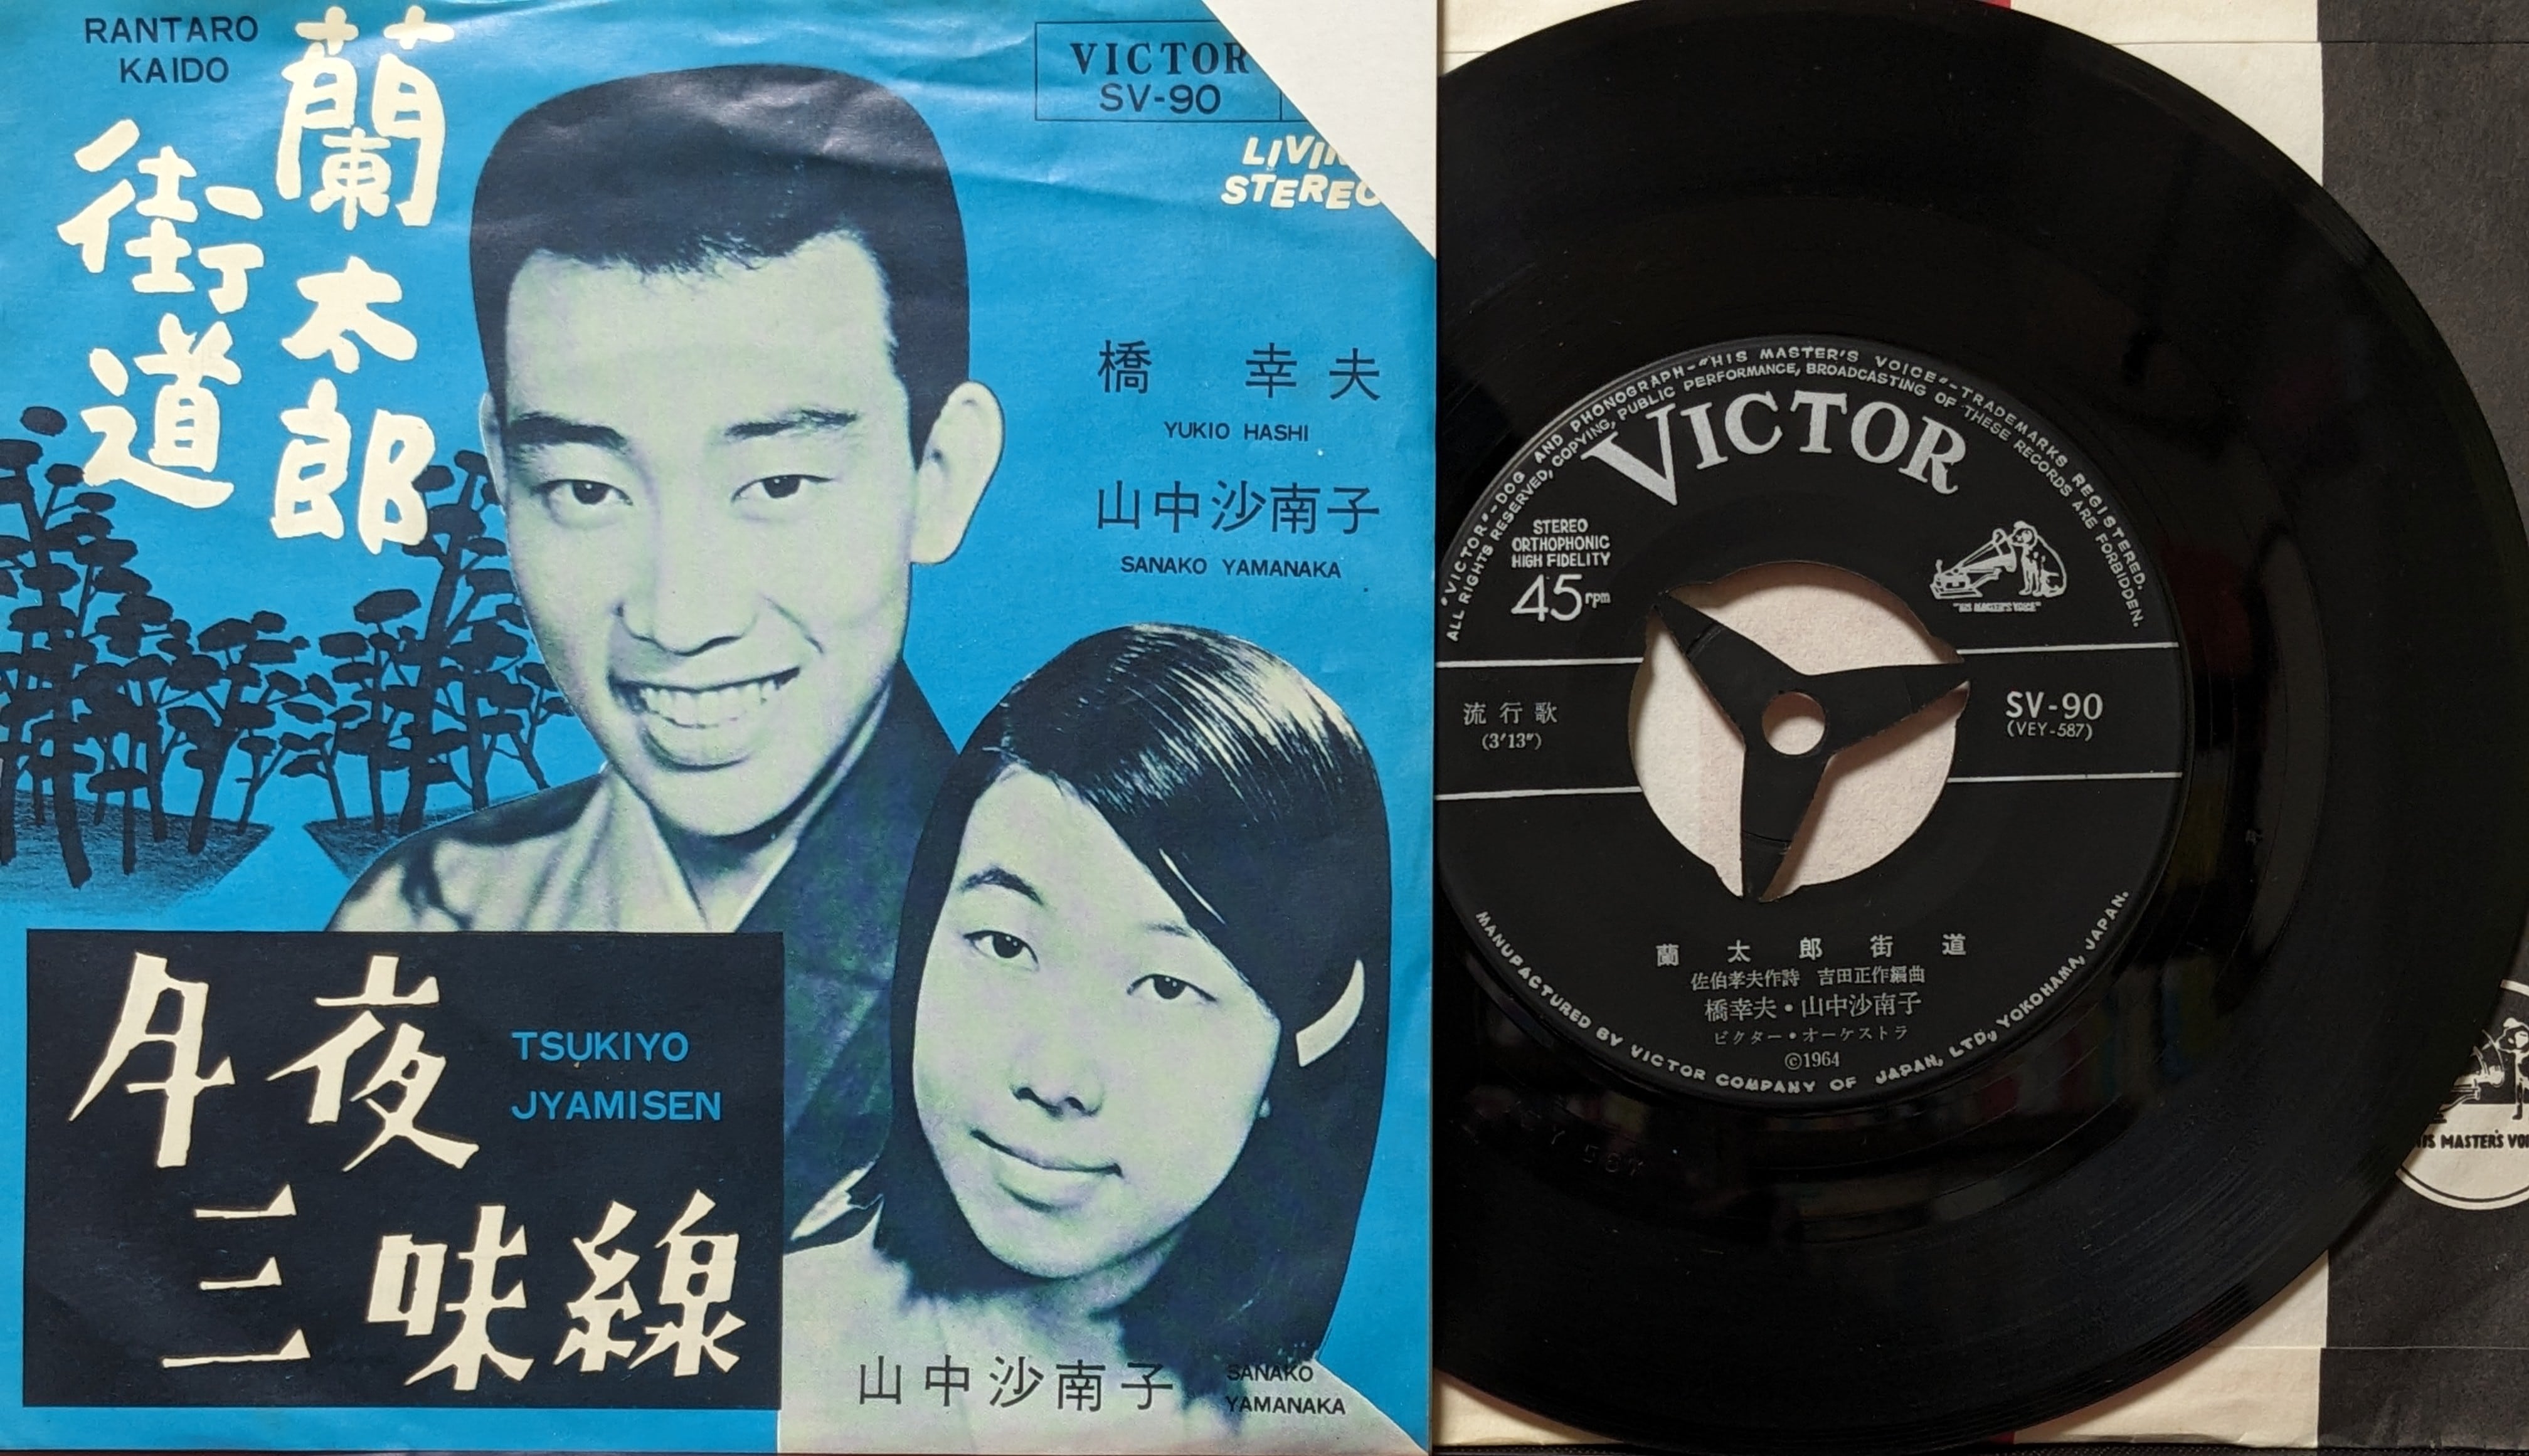 RANTARO
KAIDO
蘭太郎
街道
VICTOR
SV-90
STEREO
橋 幸夫
YUKIO HASHI
山中沙南子
SANAKO YAMANAKA
月夜
三味線
TSUKIYO
JYAMISEN
山中沙南子
SANAKO
YAMANAKA
"VICTOR"-"DOG AND PHONOGRAPH-"HIS MASTER'S VOICE"-TRADEMARKS REGISTERED.
ALL RIGHTS RESERVED, COPYING, PUBLIC PERFORMANCE, BROADCASTING OF THESE RECORDS ARE FORBIDDEN.
VICTOR
STEREO
ORTHOPHONIC
HIGH FIDELITY
45rpm
"HIS MASTER'S VOICE"
流行歌
(3′13″)
SV-90
(VEY-587)
蘭太郎街道
佐伯孝夫作詩 吉田正作編曲
橋幸夫・山中沙南子
ビクター・オーケストラ
©1964
MANUFACTURED BY VICTOR COMPANY OF JAPAN, LTD, YOKOHAMA, JAPAN.
MASTER'S